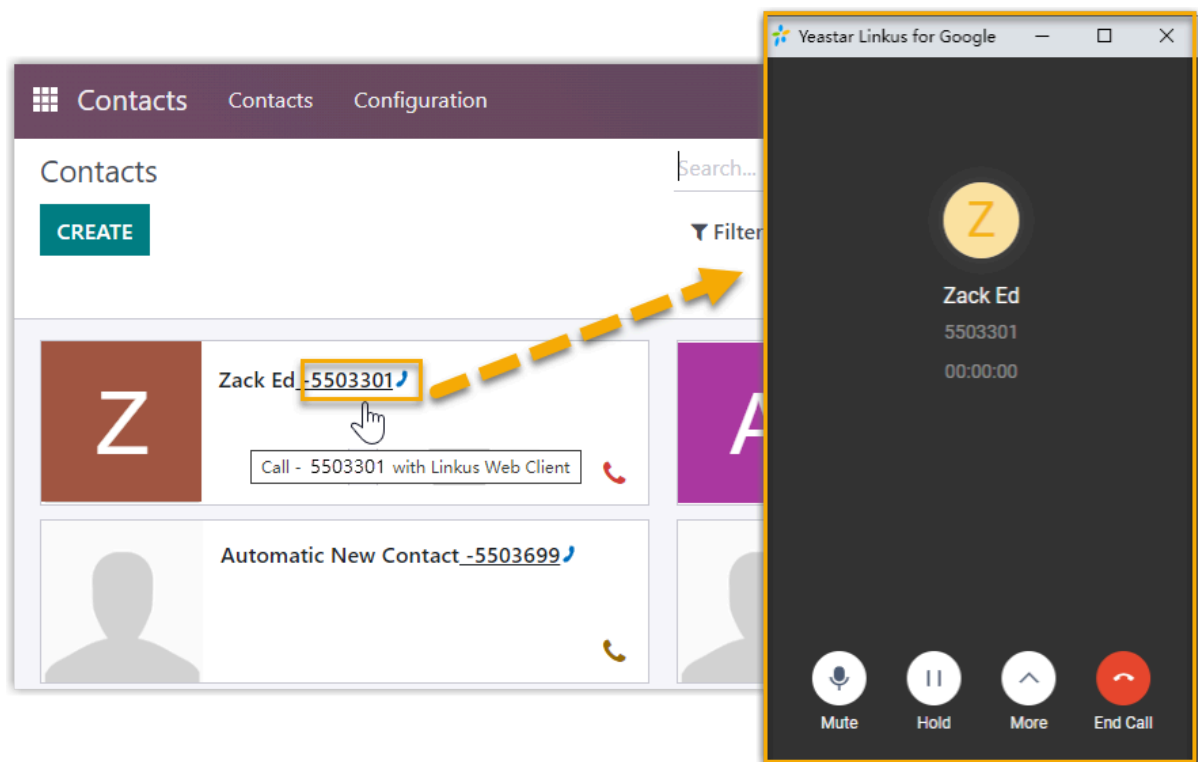 Contacts Contacts Configuration
Contacts
Search...
CREATE
Filter
Z
Zack Ed -5503301
Call - 5503301 with Linkus Web Client
A
Automatic New Contact -5503699
Yeastar Linkus for Google
Z
Zack Ed
5503301
00:00:00
Mute Hold More End Call